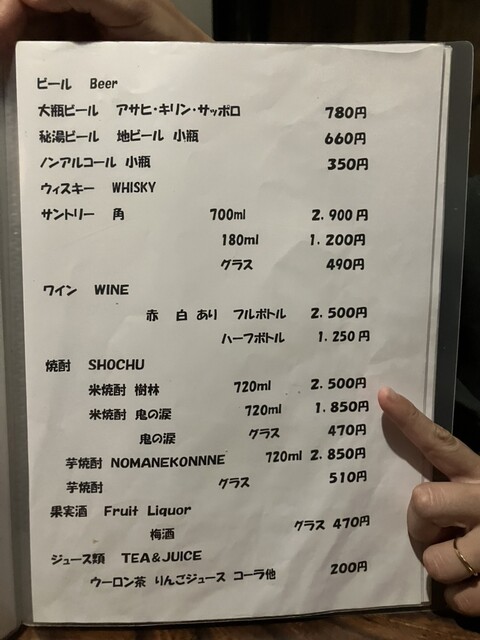 ビール Beer
大瓶ビール アサヒ・キリン・サッポロ 780円
秘湯ビール 地ビール 小瓶 660円
ノンアルコール 小瓶 350円
ウィスキー WHISKY
サントリー 角 700ml 2.900円
180ml 1.200円
グラス 490円
ワイン WINE
赤 白 あり フルボトル 2.500円
ハーフボトル 1.250円
焼酎 SHOCHU
米焼酎 樹林 720ml 2.500円
米焼酎 鬼の涙 720ml 1.850円
鬼の涙 グラス 470円
芋焼酎 NOMANEKONNNE 720ml 2.850円
芋焼酎 グラス 510円
果実酒 Fruit Liquor
梅酒 グラス 470円
ジュース類 TEA&JUICE
ウーロン茶 りんごジュース コーラ他 200円